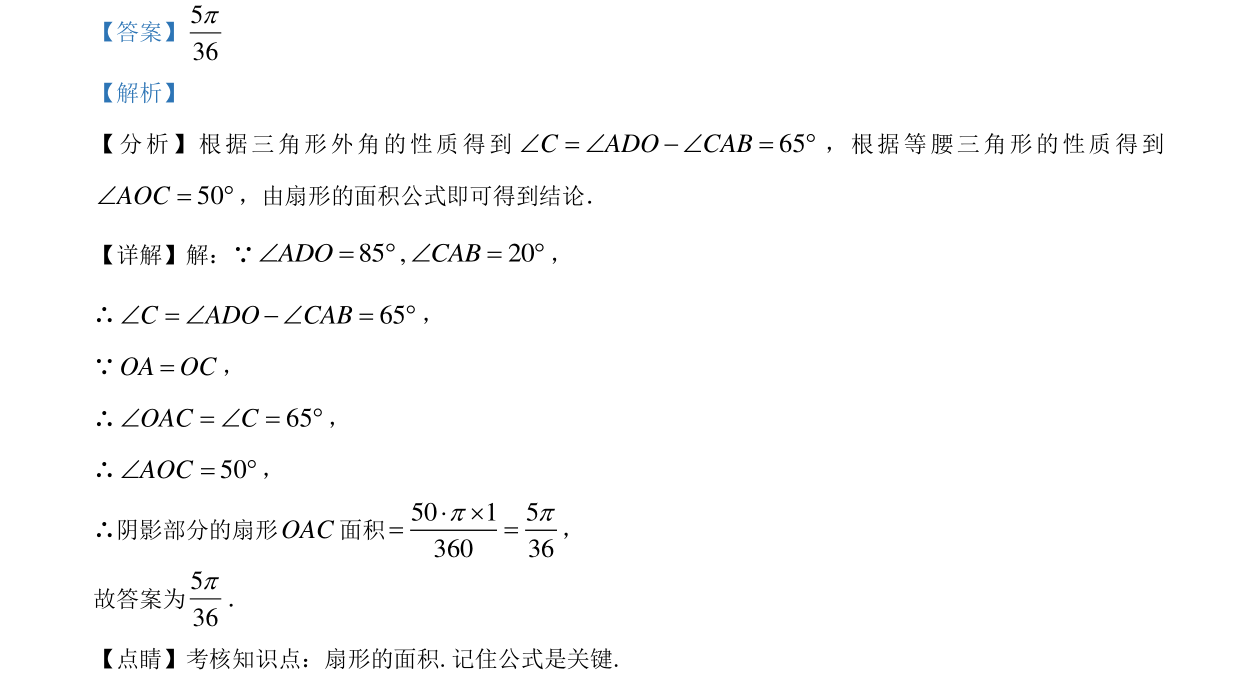 【答案】5π/36
【解析】
【分析】根据三角形外角的性质得到∠C=∠ADO−∠CAB=65°，根据等腰三角形的性质得到
∠AOC=50°，由扇形的面积公式即可得到结论．
【详解】解：∵∠ADO=85°,∠CAB=20°，
∴∠C=∠ADO−∠CAB=65°，
∵OA=OC，
∴∠OAC=∠C=65°，
∴∠AOC=50°，
∴阴影部分的扇形OAC面积=50·π×1/360=5π/36，
故答案为5π/36．
【点睛】考核知识点：扇形的面积.记住公式是关键.